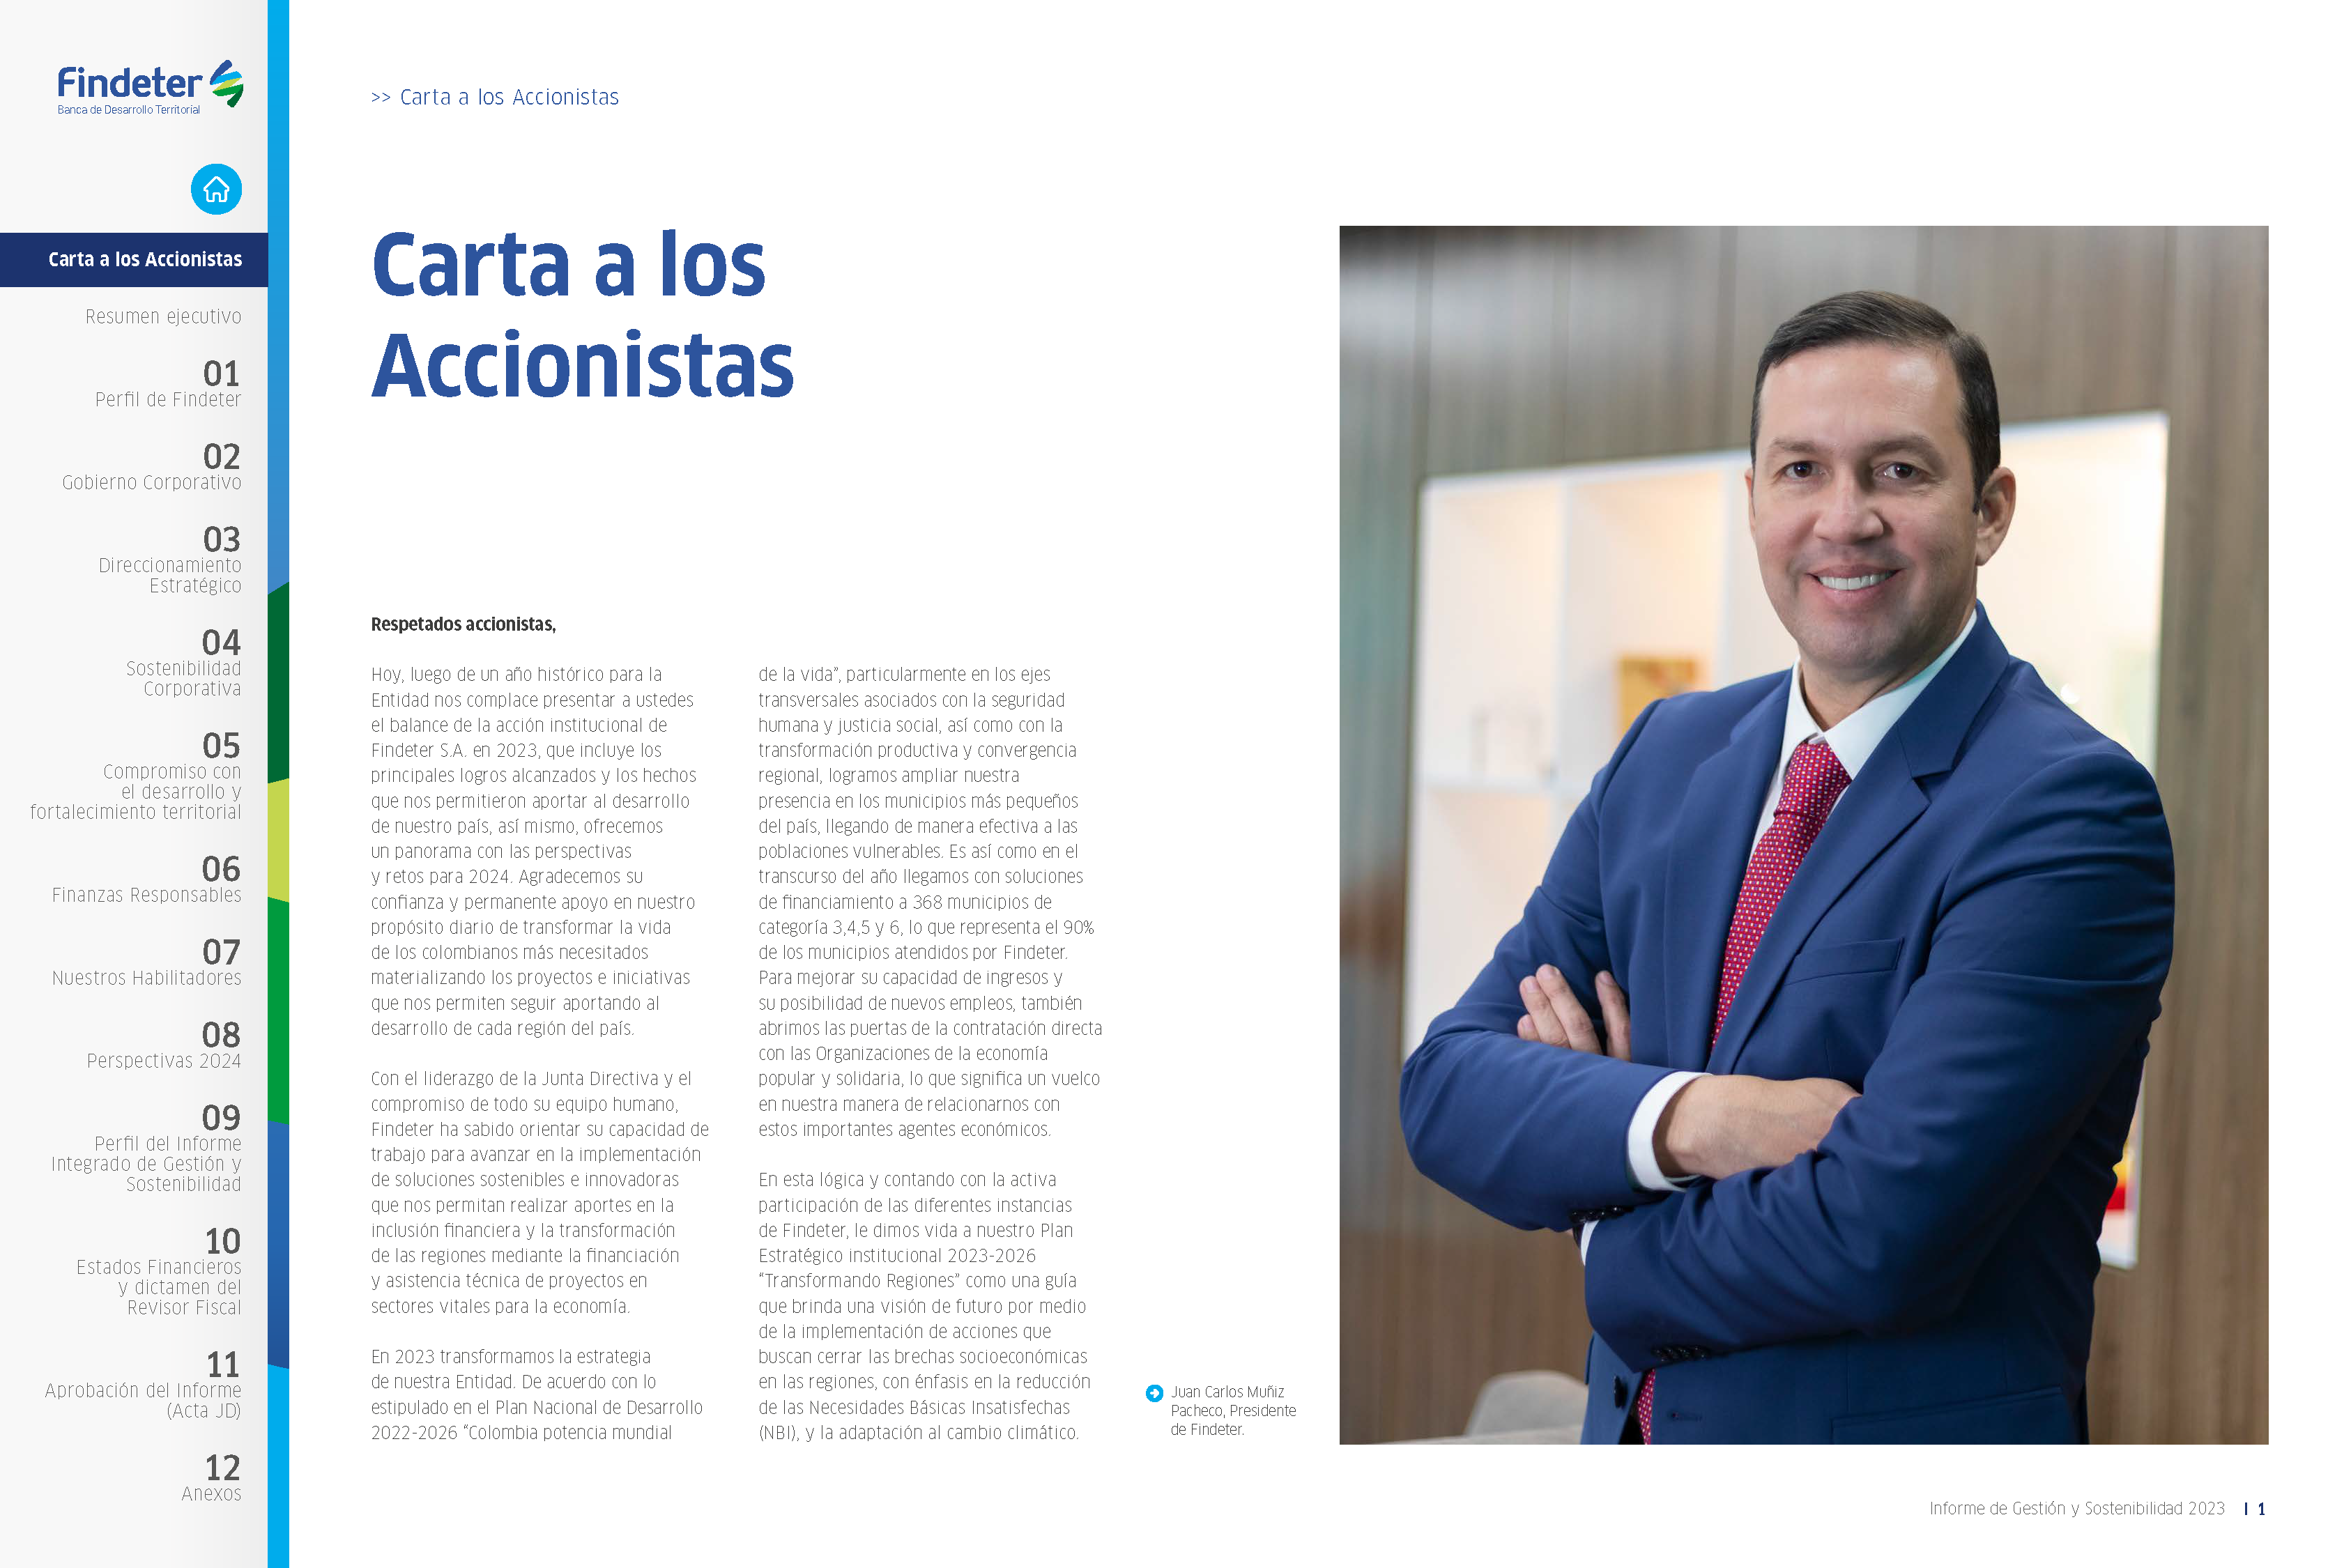 Findeter
Banca de Desarrollo Territorial
Carta a los Accionistas
Resumen ejecutivo
01
Perfil de Findeter
02
Gobierno Corporativo
03
Direccionamiento
Estratégico
04
Sostenibilidad
Corporativa
05
Compromiso con
el desarrollo y
fortalecimiento territorial
06
Finanzas Responsables
07
Nuestros Habilitadores
08
Perspectivas 2024
09
Perfil del Informe
Integrado de Gestión y
Sostenibilidad
10
Estados Financieros
y dictamen del
Revisor Fiscal
11
Aprobación del Informe
(Acta JD)
12
Anexos
>> Carta a los Accionistas
Carta a los
Accionistas
Respetados accionistas,
Hoy, luego de un año histórico para la
Entidad nos complace presentar a ustedes
el balance de la acción institucional de
Findeter S.A. en 2023, que incluye los
principales logros alcanzados y los hechos
que nos permitieron aportar al desarrollo
de nuestro país, así mismo, ofrecemos
un panorama con las perspectivas
y retos para 2024. Agradecemos su
confianza y permanente apoyo en nuestro
propósito diario de transformar la vida
de los colombianos más necesitados
materializando los proyectos e iniciativas
que nos permiten seguir aportando al
desarrollo de cada región del país.
Con el liderazgo de la Junta Directiva y el
compromiso de todo su equipo humano,
Findeter ha sabido orientar su capacidad de
trabajo para avanzar en la implementación
de soluciones sostenibles e innovadoras
que nos permitan realizar aportes en la
inclusión financiera y la transformación
de las regiones mediante la financiación
y asistencia técnica de proyectos en
sectores vitales para la economía.
En 2023 transformamos la estrategia
de nuestra Entidad. De acuerdo con lo
estipulado en el Plan Nacional de Desarrollo
2022-2026 “Colombia potencia mundial
de la vida”, particularmente en los ejes
transversales asociados con la seguridad
humana y justicia social, así como con la
transformación productiva y convergencia
regional, logramos ampliar nuestra
presencia en los municipios más pequeños
del país, llegando de manera efectiva a las
poblaciones vulnerables. Es así como en el
transcurso del año llegamos con soluciones
de financiamiento a 368 municipios de
categoría 3,4,5 y 6, lo que representa el 90%
de los municipios atendidos por Findeter.
Para mejorar su capacidad de ingresos y
su posibilidad de nuevos empleos, también
abrimos las puertas de la contratación directa
con las Organizaciones de la economía
popular y solidaria, lo que significa un vuelco
en nuestra manera de relacionarnos con
estos importantes agentes económicos.
En esta lógica y contando con la activa
participación de las diferentes instancias
de Findeter, le dimos vida a nuestro Plan
Estratégico institucional 2023-2026
“Transformando Regiones” como una guía
que brinda una visión de futuro por medio
de la implementación de acciones que
buscan cerrar las brechas socioeconómicas
en las regiones, con énfasis en la reducción
de las Necesidades Básicas Insatisfechas
(NBI), y la adaptación al cambio climático.
Juan Carlos Muñiz
Pacheco, Presidente
de Findeter.
Informe de Gestión y Sostenibilidad 2023 | 1